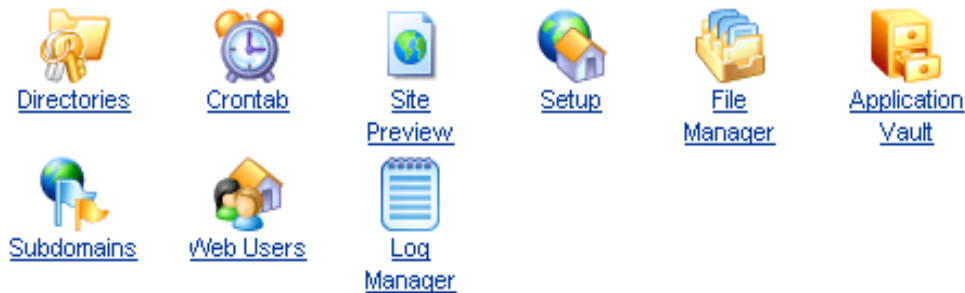 Directories
Crontab
Site
Preview
Setup
File
Manager
Application
Vault
Subdomains
Web Users
Log
Manager